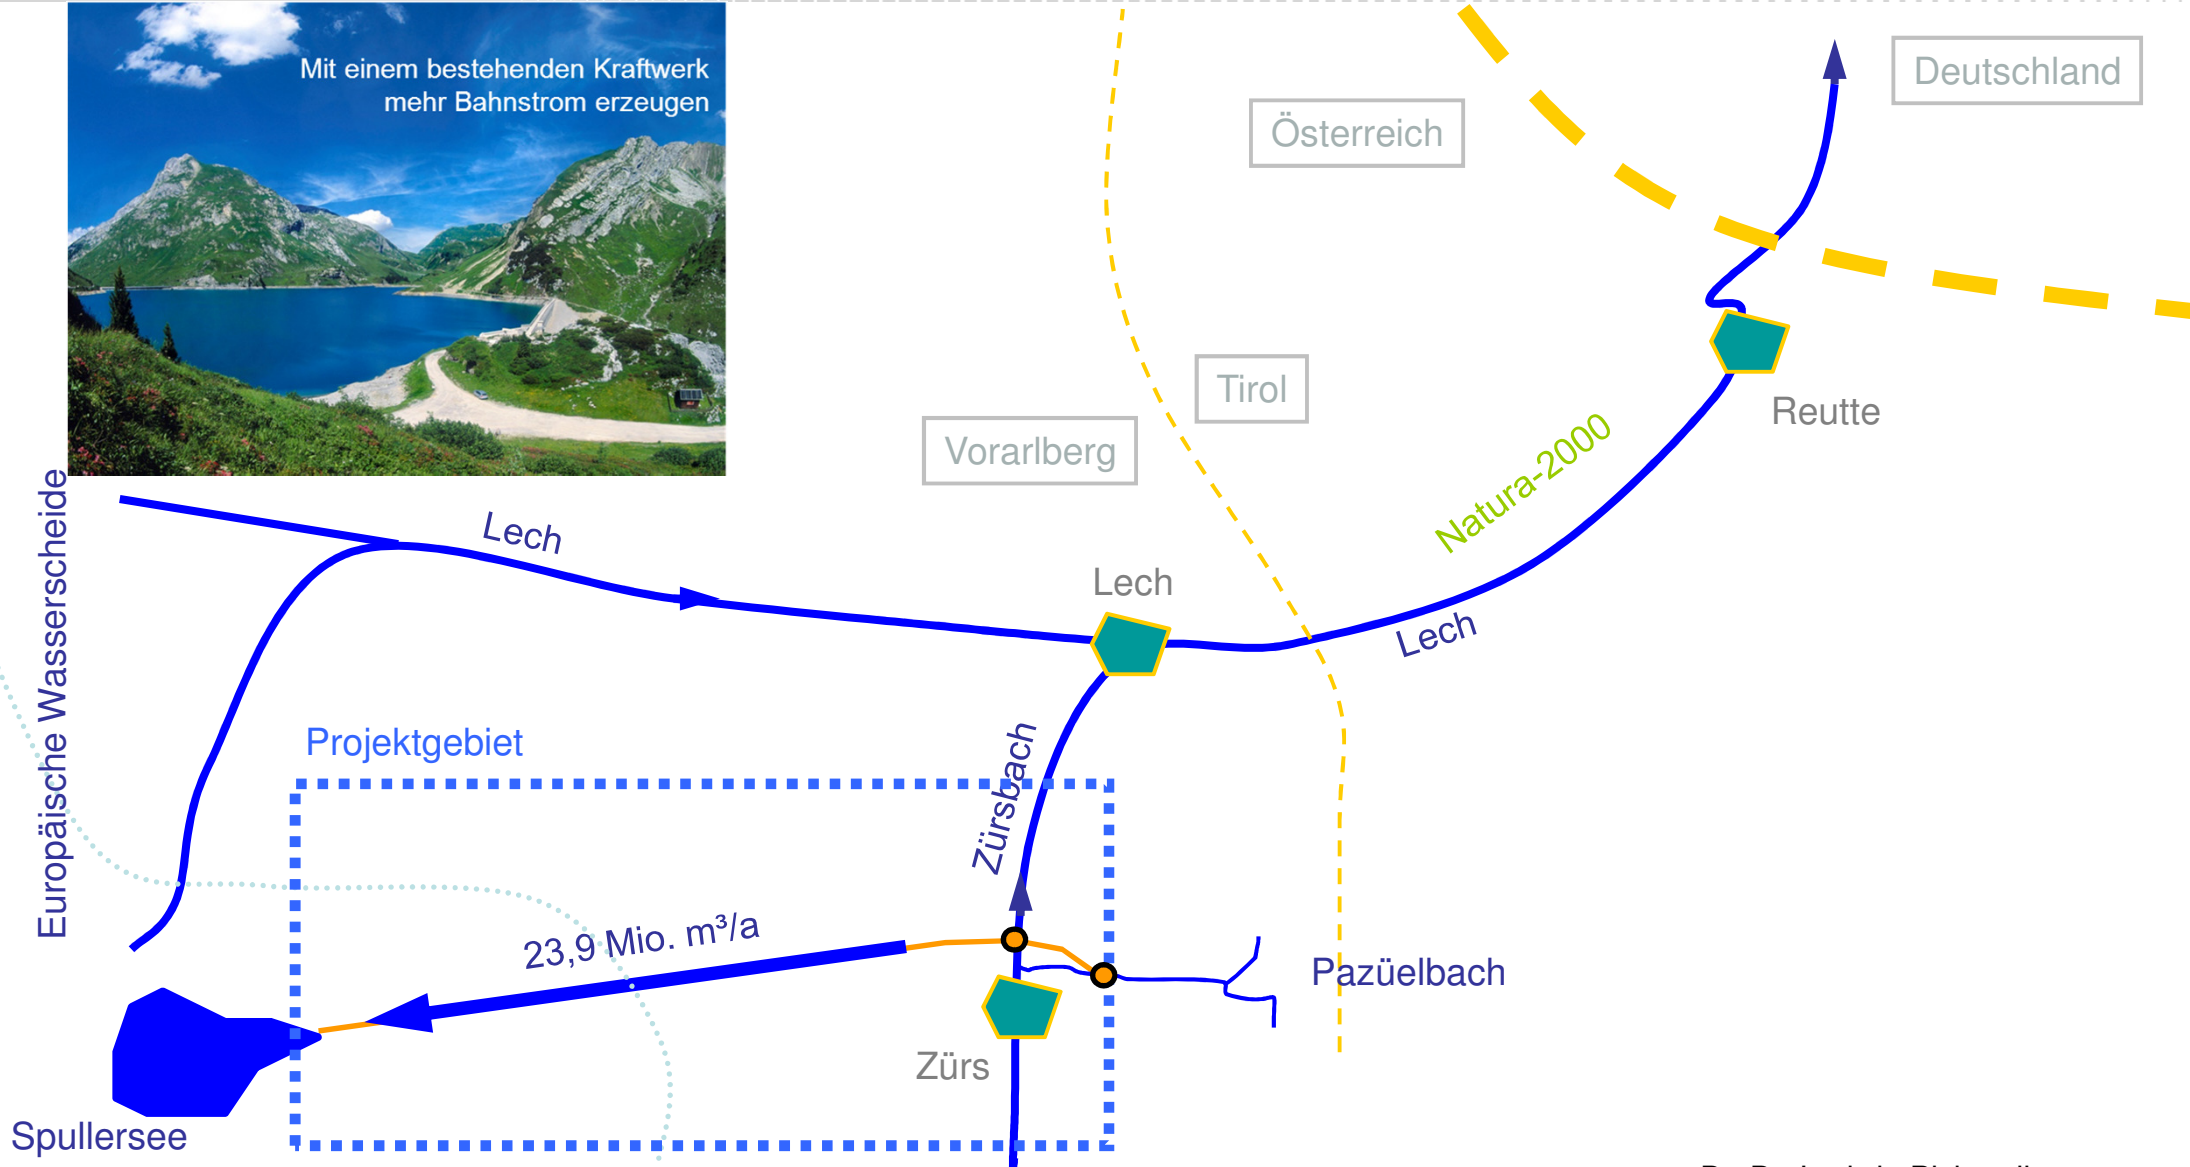 Mit einem bestehenden Kraftwerk
mehr Bahnstrom erzeugen
Deutschland
Österreich
Tirol
Vorarlberg
Reutte
Natura-2000
Europäische Wasserscheide
Lech
Lech
Lech
Projektgebiet
Zürsbach
23,9 Mio. m³/a
Pazüelbach
Zürs
Spullersee